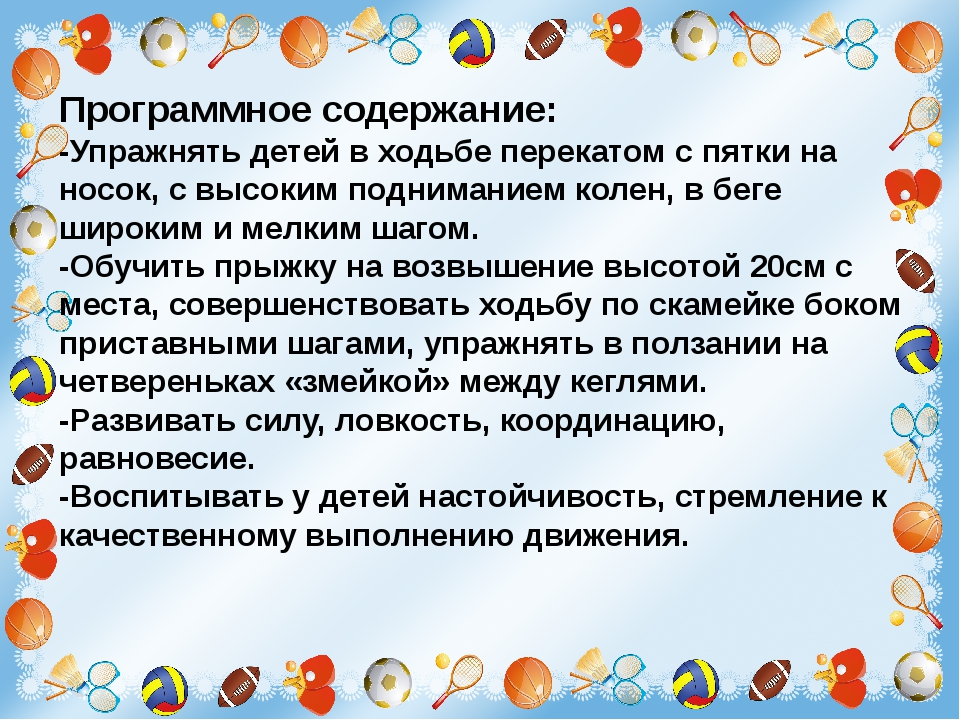 Программное содержание:
-Упражнять детей в ходьбе перекатом с пятки на
носок, с высоким подниманием колен, в беге
широким и мелким шагом.
-Обучить прыжку на возвышение высотой 20см с
места, совершенствовать ходьбу по скамейке боком
приставными шагами, упражнять в ползании на
четвереньках «змейкой» между кеглями.
-Развивать силу, ловкость, координацию,
равновесие.
-Воспитывать у детей настойчивость, стремление к
качественному выполнению движения.